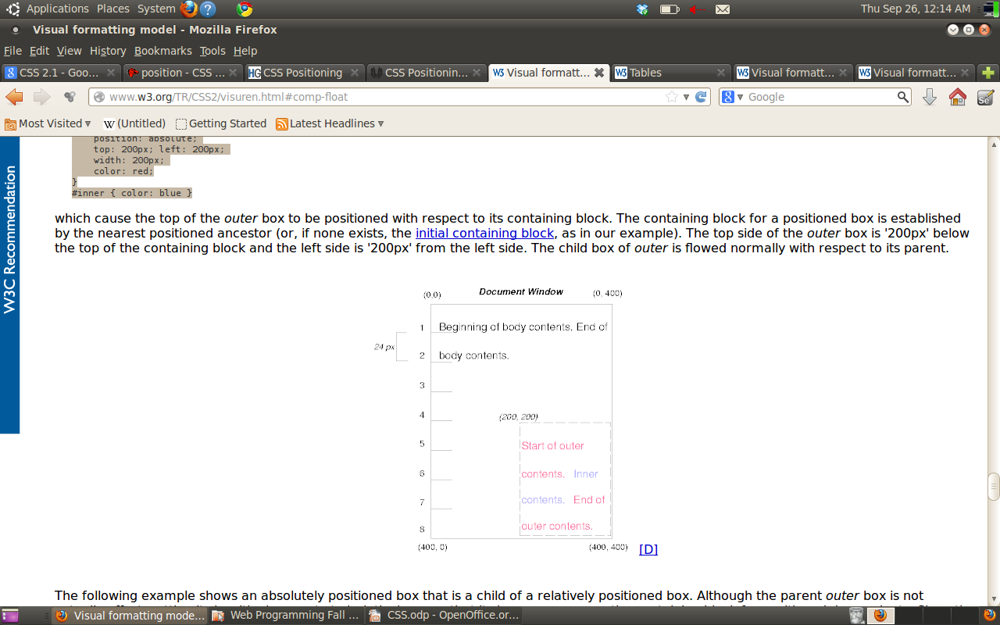 Applications Places System Thu Sep 26, 12:14 AM
Visual formatting model - Mozilla Firefox
File Edit View History Bookmarks Tools Help
CSS 2.1 - Goo... position - CSS ... HG CSS Positioning CSS Positionin... W3 Visual formatt... W3 Tables W3 Visual formatt... W3 Visual formatt...
www.w3.org/TR/CSS2/visuren.html#comp-float Google Se
Most Visited W (Untitled) Getting Started Latest Headlines
W3C Recommendation
position: absolute;
top: 200px; left: 200px;
width: 200px;
color: red;
}
#inner { color: blue }
which cause the top of the outer box to be positioned with respect to its containing block. The containing block for a positioned box is established
by the nearest positioned ancestor (or, if none exists, the initial containing block, as in our example). The top side of the outer box is '200px' below
the top of the containing block and the left side is '200px' from the left side. The child box of outer is flowed normally with respect to its parent.
(0,0) Document Window (0, 400)
1 Beginning of body contents. End of
24 px
2 body contents.
3
4 (200, 200)
5 Start of outer
6 contents. Inner
7 contents. End of
8 outer contents.
(400, 0) (400, 400) [D]
The following example shows an absolutely positioned box that is a child of a relatively positioned box. Although the parent outer box is not
Visual formatting mode... Web Programming Fall ... CSS.odp - OpenOffice.or...